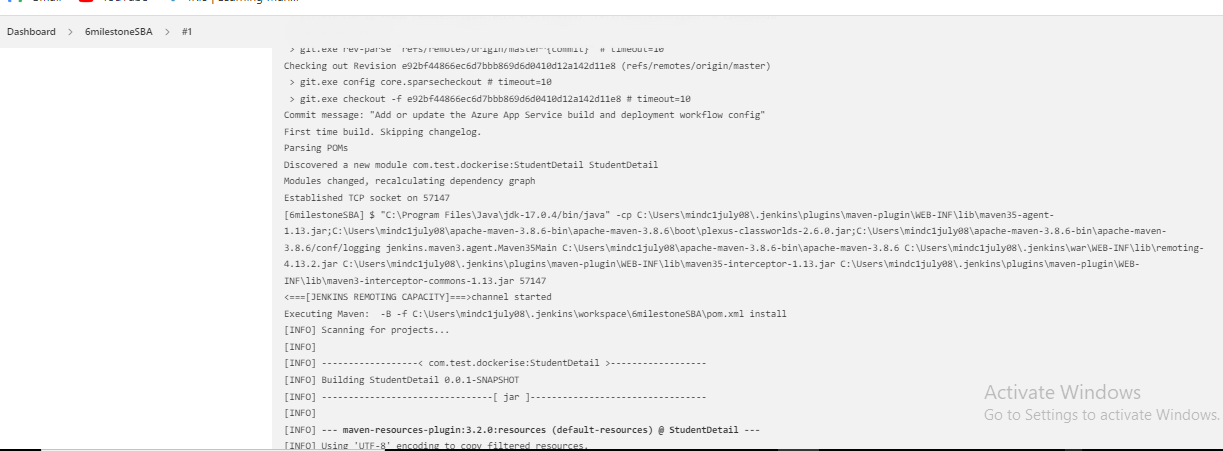 Dashboard > 6milestoneSBA > #1
> git.exe rev-parse "refs/remotes/origin/master^{commit}" # timeout=10
Checking out Revision e92bf44866ec6d7bbb869d6d0410d12a142d11e8 (refs/remotes/origin/master)
> git.exe config core.sparsecheckout # timeout=10
> git.exe checkout -f e92bf44866ec6d7bbb869d6d0410d12a142d11e8 # timeout=10
Commit message: "Add or update the Azure App Service build and deployment workflow config"
First time build. Skipping changelog.
Parsing POMs
Discovered a new module com.test.dockerise:StudentDetail StudentDetail
Modules changed, recalculating dependency graph
Established TCP socket on 57147
[6milestoneSBA] $ "C:\Program Files\Java\jdk-17.0.4/bin/java" -cp C:\Users\mindc1july08\.jenkins\plugins\maven-plugin\WEB-INF\lib\maven35-agent-
1.13.jar;C:\Users\mindc1july08\apache-maven-3.8.6-bin\apache-maven-3.8.6\boot\plexus-classworlds-2.6.0.jar;C:\Users\mindc1july08\apache-maven-3.8.6-bin\apache-maven-
3.8.6/conf/logging jenkins.maven3.agent.Maven35Main C:\Users\mindc1july08\apache-maven-3.8.6-bin\apache-maven-3.8.6 C:\Users\mindc1july08\.jenkins\war\WEB-INF\lib\remoting-
4.13.2.jar C:\Users\mindc1july08\.jenkins\plugins\maven-plugin\WEB-INF\lib\maven35-interceptor-1.13.jar C:\Users\mindc1july08\.jenkins\plugins\maven-plugin\WEB-
INF\lib\maven3-interceptor-commons-1.13.jar 57147
<===[JENKINS REMOTING CAPACITY]===>channel started
Executing Maven:  -B -f C:\Users\mindc1july08\.jenkins\workspace\6milestoneSBA\pom.xml install
[INFO] Scanning for projects...
[INFO]
[INFO] ------------------< com.test.dockerise:StudentDetail >------------------
[INFO] Building StudentDetail 0.0.1-SNAPSHOT
[INFO] --------------------------------[ jar ]---------------------------------
[INFO]
[INFO] --- maven-resources-plugin:3.2.0:resources (default-resources) @ StudentDetail ---
[INFO] Using 'UTF-8' encoding to copy filtered resources.
Activate Windows
Go to Settings to activate Windows.